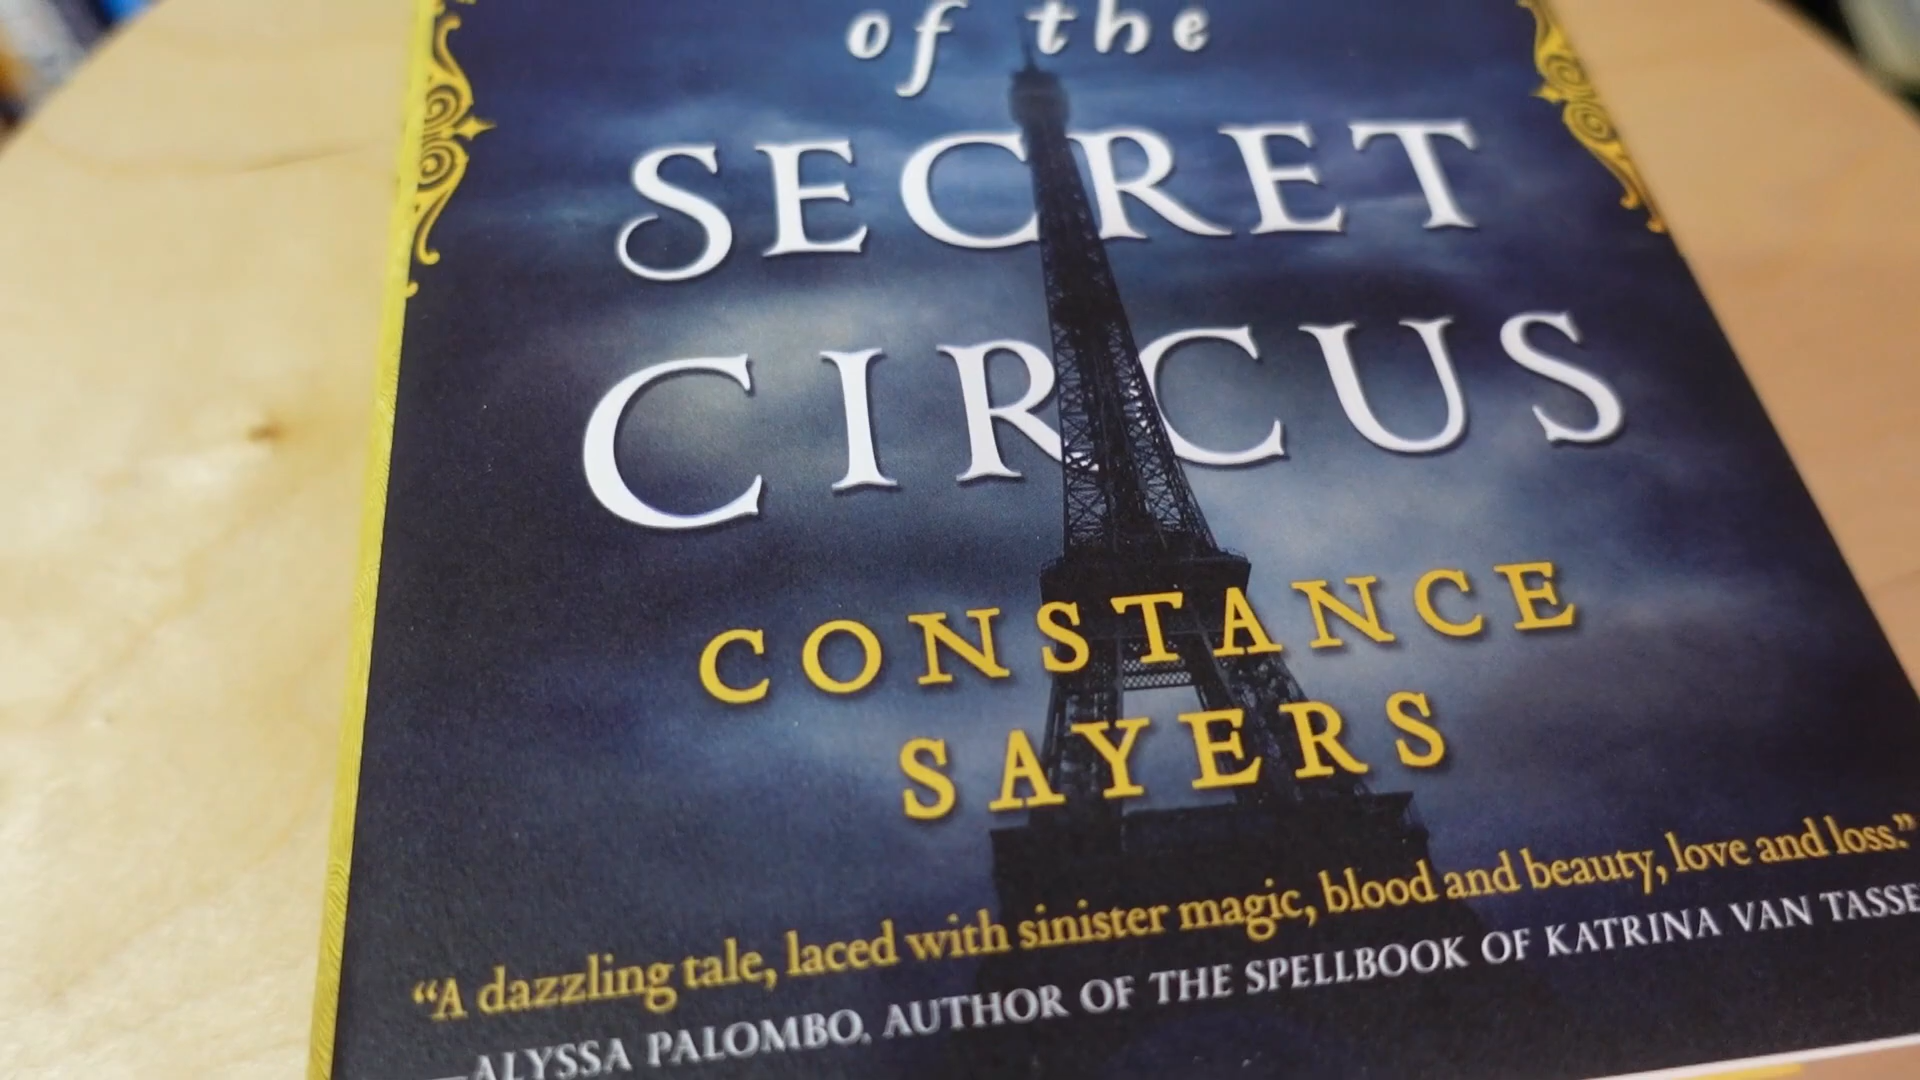 of the
SECRET
CIRCUS
CONSTANCE
SAYERS
“A dazzling tale, laced with sinister magic, blood and beauty, love and loss.”
—ALYSSA PALOMBO, AUTHOR OF THE SPELLBOOK OF KATRINA VAN TASSE